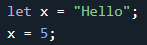 let x = "Hello";
x = 5;